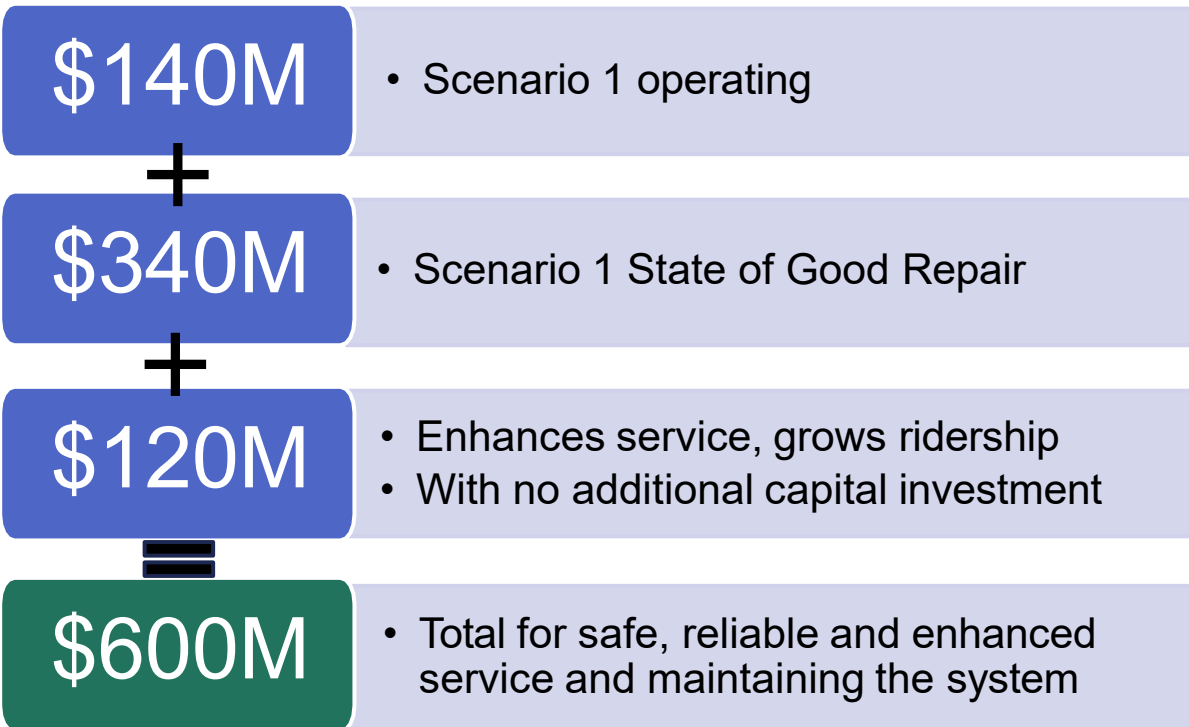 $140M
• Scenario 1 operating
+
$340M
• Scenario 1 State of Good Repair
+
$120M
• Enhances service, grows ridership
• With no additional capital investment
=
$600M
• Total for safe, reliable and enhanced
service and maintaining the system